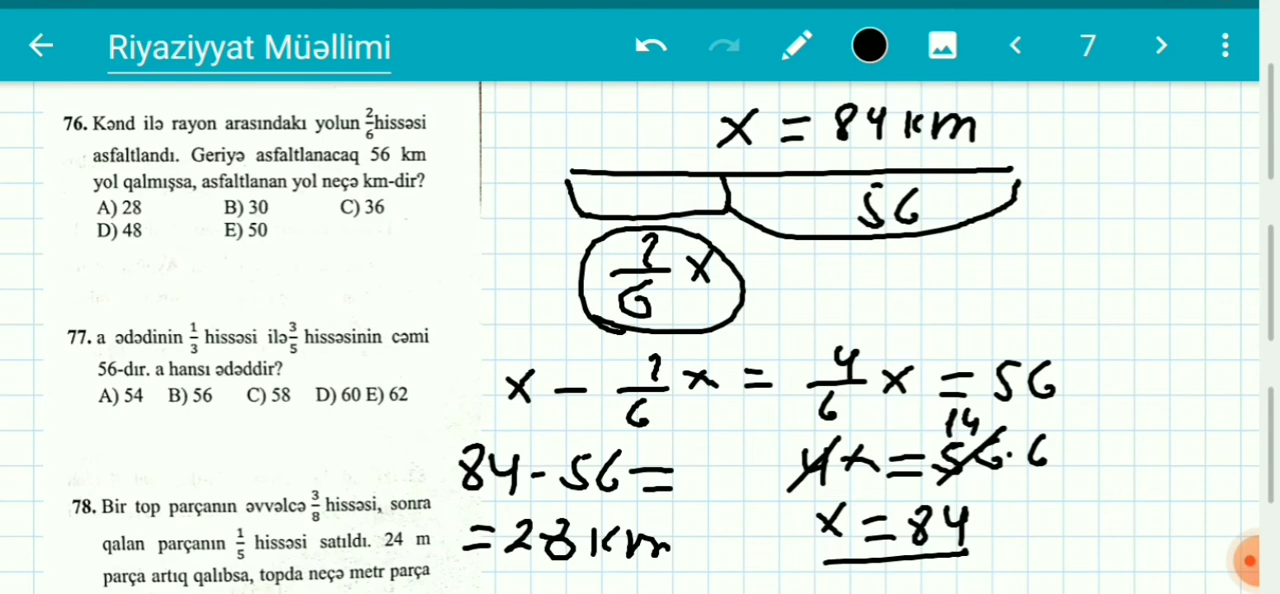 Riyaziyyat Müəllimi
7
76. Kənd ilə rayon arasındakı yolun 2/6 hissəsi
asfaltlandı. Geriyə asfaltlanacaq 56 km
yol qalmışsa, asfaltlanan yol neçə km-dir?
A) 28 B) 30 C) 36
D) 48 E) 50
77. a ədədinin 1/3 hissəsi ilə 3/5 hissəsinin cəmi
56-dır. a hansı ədəddir?
A) 54 B) 56 C) 58 D) 60 E) 62
78. Bir top parçanın əvvəlcə 3/8 hissəsi, sonra
qalan parçanın 1/5 hissəsi satıldı. 24 m
parça artıq qalıbsa, topda neçə metr parça
x = 84 km
56
2/6 x
x - 2/6 x = 4/6 x = 56
14
4x = 56 · 6
x = 84
84 - 56 =
= 28 km